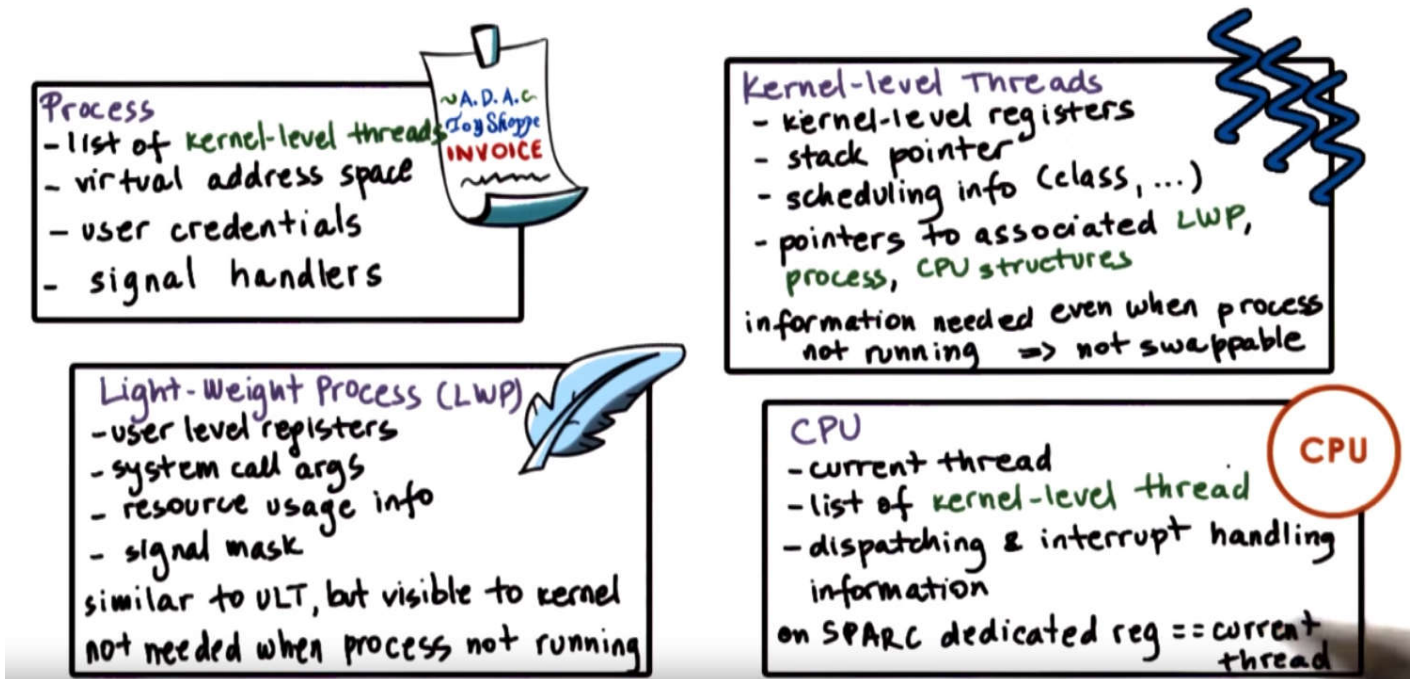 Process
- list of kernel-level threads
- virtual address space
- user credentials
- signal handlers
A.D.A.C
Toy Shoppe
INVOICE
Kernel-level Threads
- kernel-level registers
- stack pointer
- scheduling info (class, ...)
- pointers to associated LWP,
process, CPU structures
information needed even when process
not running => not swappable
Light-Weight Process (LWP)
- user level registers
- system call args
- resource usage info
- signal mask
similar to ULT, but visible to kernel
not needed when process not running
CPU
- current thread
- list of kernel-level thread
- dispatching & interrupt handling
information
on SPARC dedicated reg == current
thread
CPU